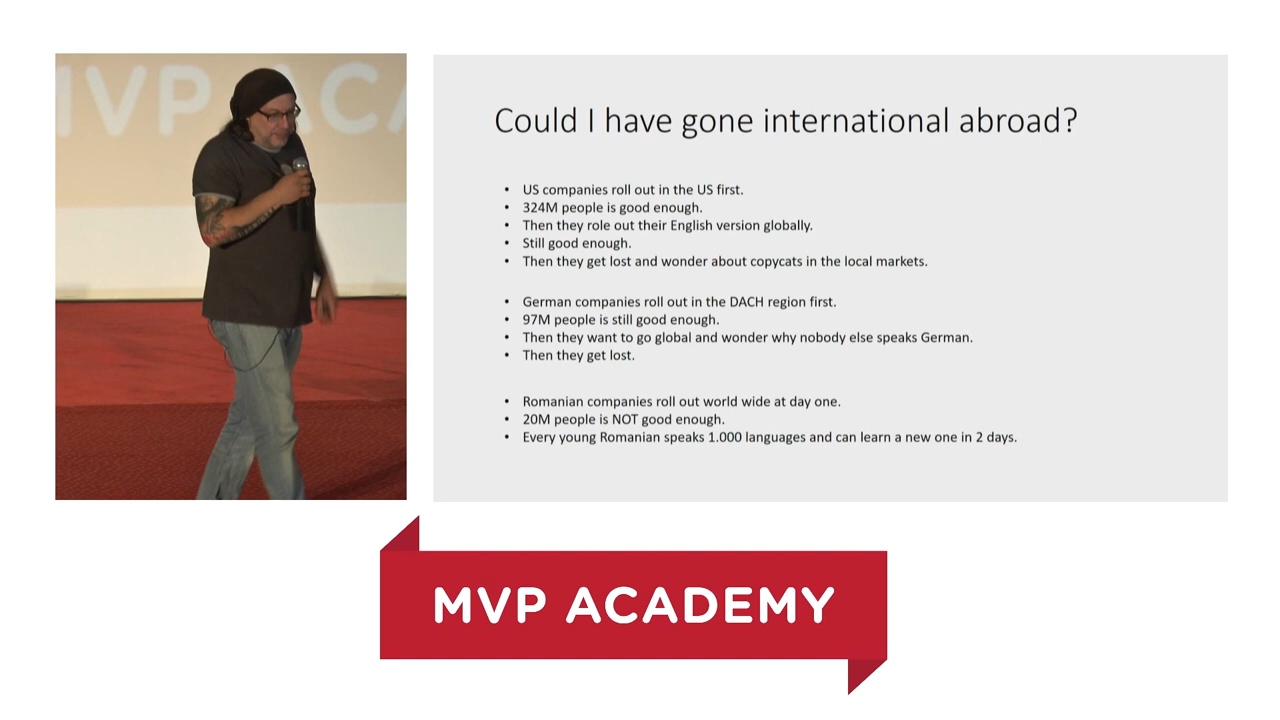 MVP ACA
Could I have gone international abroad?
• US companies roll out in the US first.
• 324M people is good enough.
• Then they role out their English version globally.
• Still good enough.
• Then they get lost and wonder about copycats in the local markets.
• German companies roll out in the DACH region first.
• 97M people is still good enough.
• Then they want to go global and wonder why nobody else speaks German.
• Then they get lost.
• Romanian companies roll out world wide at day one.
• 20M people is NOT good enough.
• Every young Romanian speaks 1.000 languages and can learn a new one in 2 days.
MVP ACADEMY